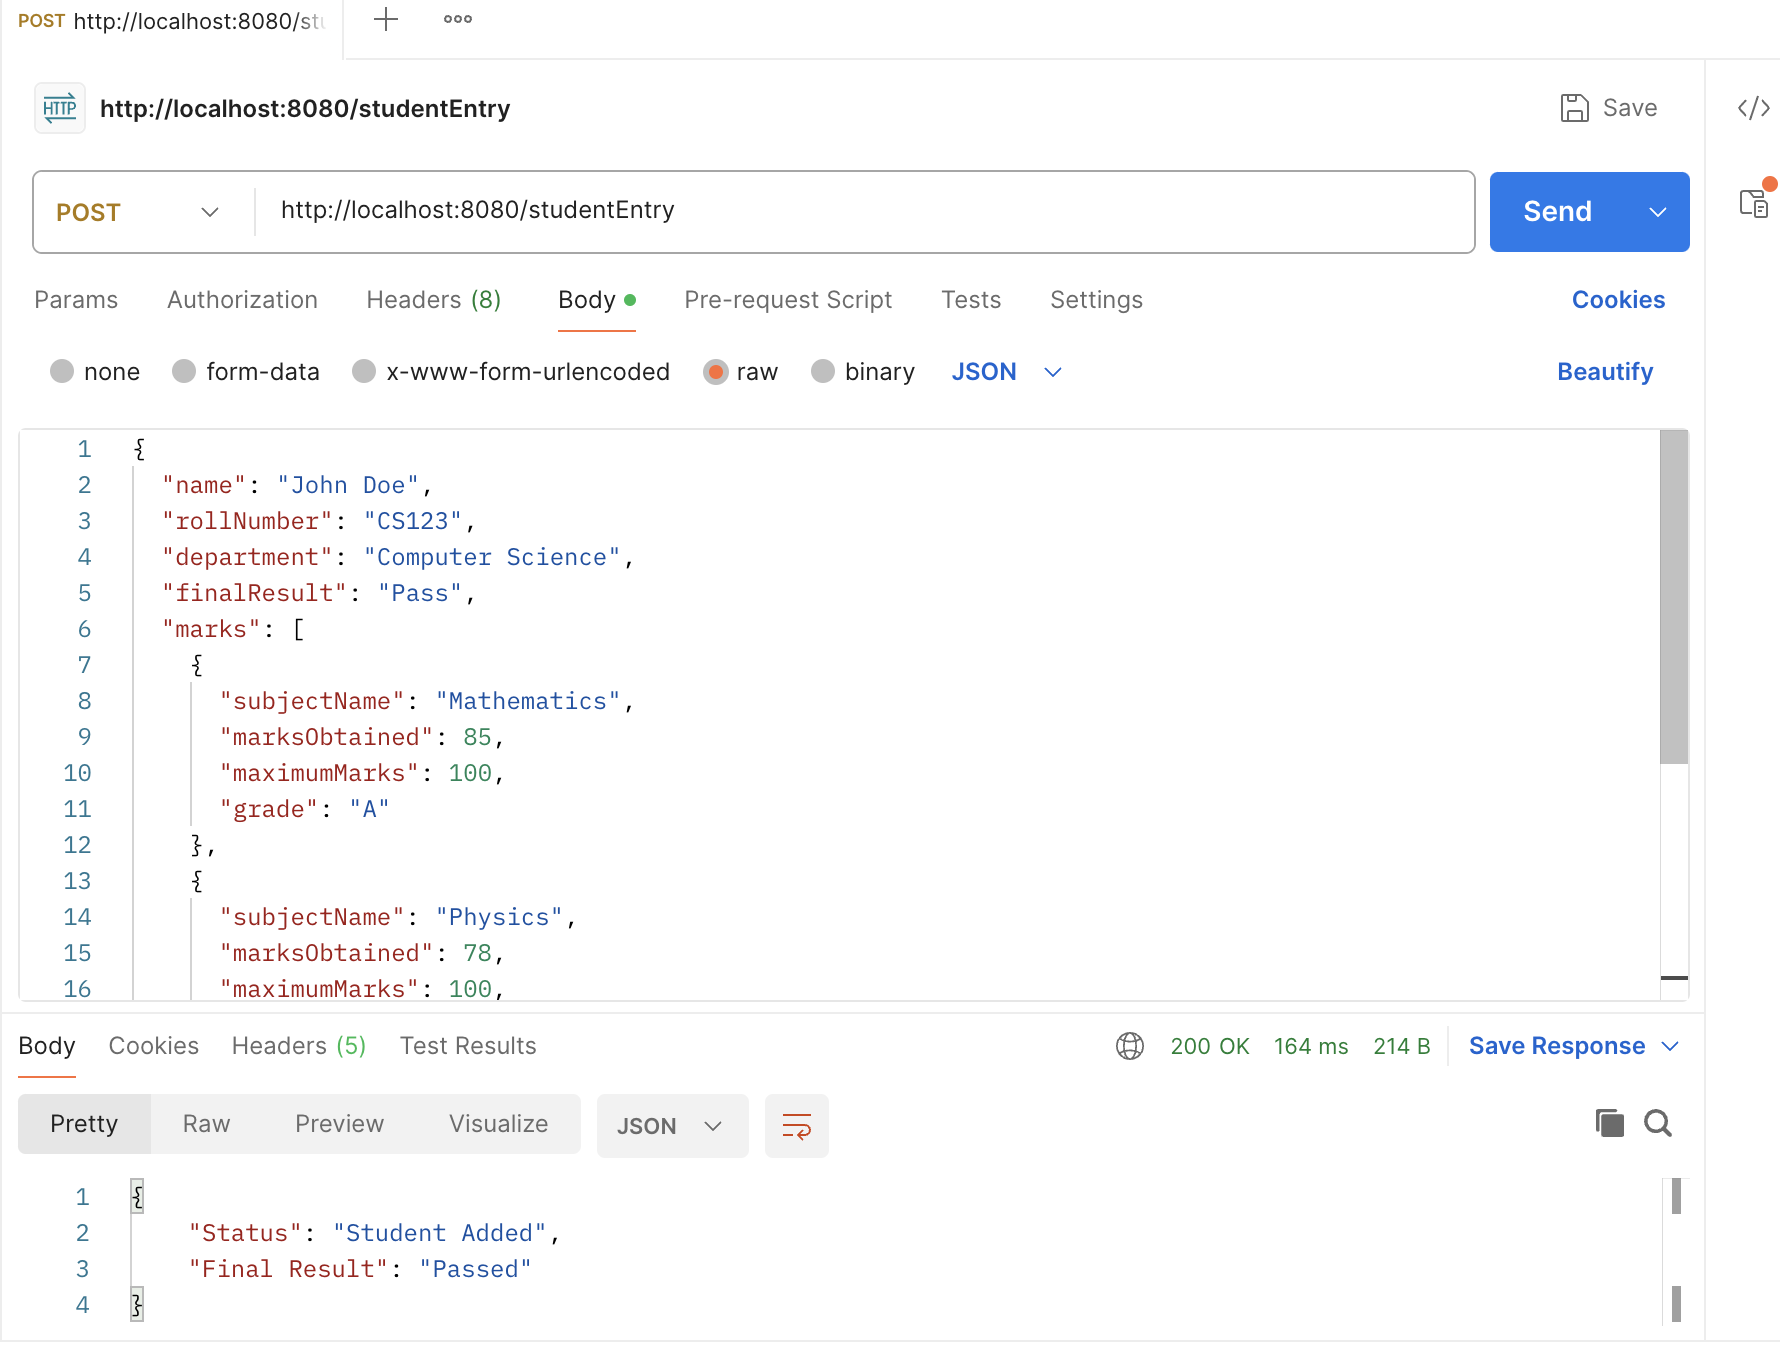 POST http://localhost:8080/stu
HTTP http://localhost:8080/studentEntry Save
POST http://localhost:8080/studentEntry Send
Params Authorization Headers (8) Body Pre-request Script Tests Settings Cookies
none form-data x-www-form-urlencoded raw binary JSON Beautify
1 {
2 "name": "John Doe",
3 "rollNumber": "CS123",
4 "department": "Computer Science",
5 "finalResult": "Pass",
6 "marks": [
7 {
8 "subjectName": "Mathematics",
9 "marksObtained": 85,
10 "maximumMarks": 100,
11 "grade": "A"
12 },
13 {
14 "subjectName": "Physics",
15 "marksObtained": 78,
16 "maximumMarks": 100,
Body Cookies Headers (5) Test Results 200 OK 164 ms 214 B Save Response
Pretty Raw Preview Visualize JSON
1 {
2 "Status": "Student Added",
3 "Final Result": "Passed"
4 }